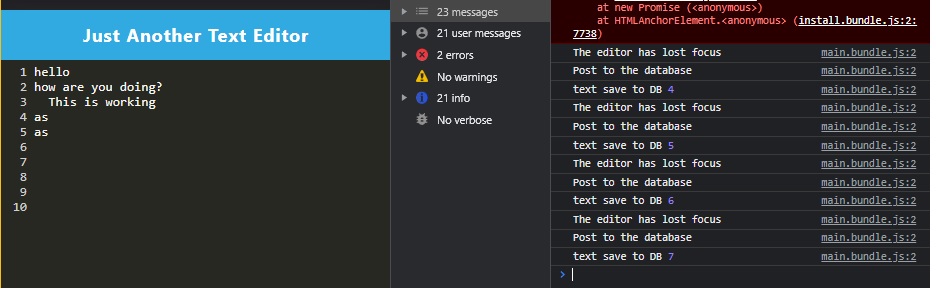 Just Another Text Editor
1 hello
2 how are you doing?
3 This is working
4 as
5 as
6
7
8
9
10
23 messages
21 user messages
2 errors
No warnings
21 info
No verbose
at new Promise (<anonymous>)
at HTMLAnchorElement.<anonymous> (install.bundle.js:2:
7738)
The editor has lost focus main.bundle.js:2
Post to the database main.bundle.js:2
text save to DB 4 main.bundle.js:2
The editor has lost focus main.bundle.js:2
Post to the database main.bundle.js:2
text save to DB 5 main.bundle.js:2
The editor has lost focus main.bundle.js:2
Post to the database main.bundle.js:2
text save to DB 6 main.bundle.js:2
The editor has lost focus main.bundle.js:2
Post to the database main.bundle.js:2
text save to DB 7 main.bundle.js:2
>